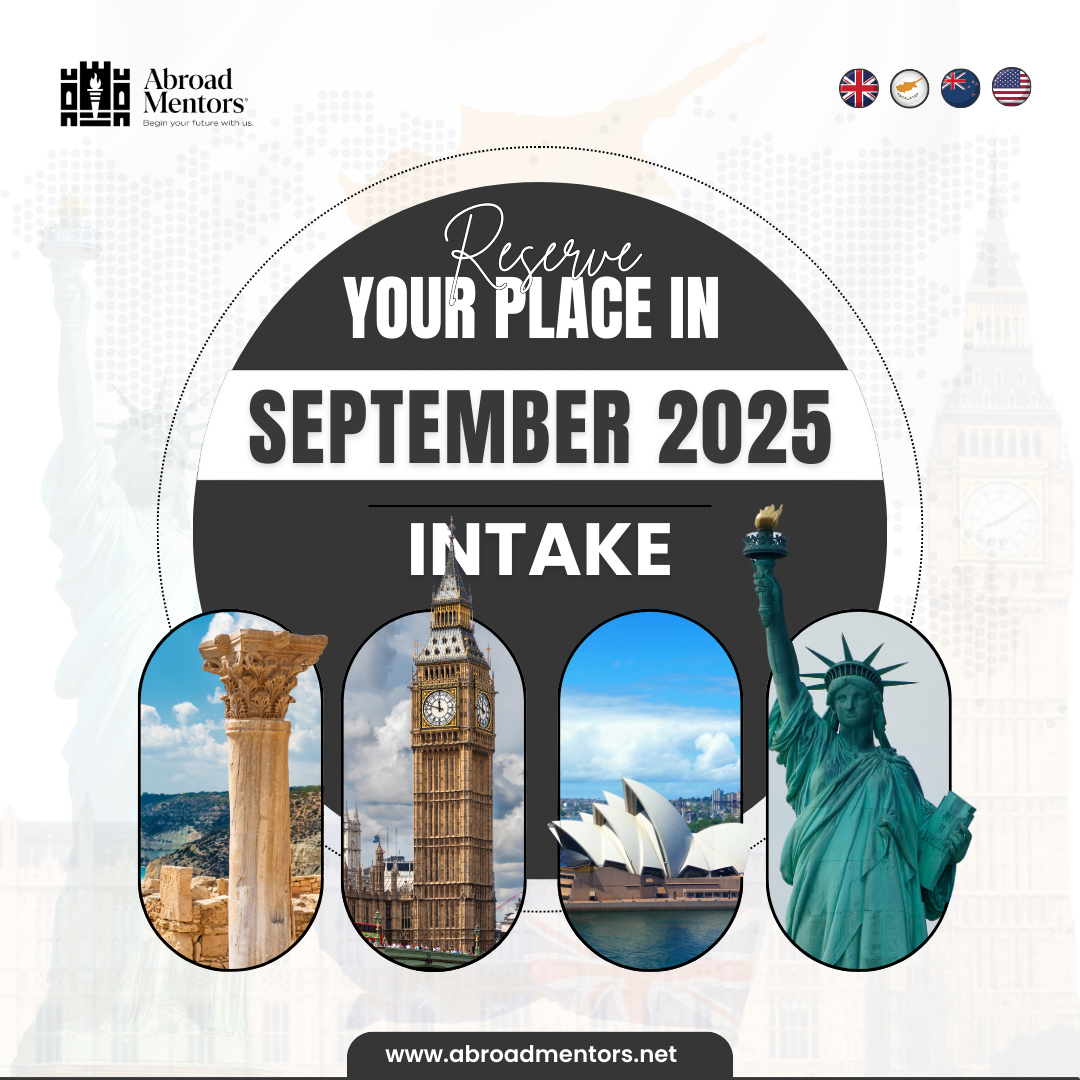 Abroad
Mentors
Begin your future with us.
Reserve
YOUR PLACE IN
SEPTEMBER 2025
INTAKE
www.abroadmentors.net